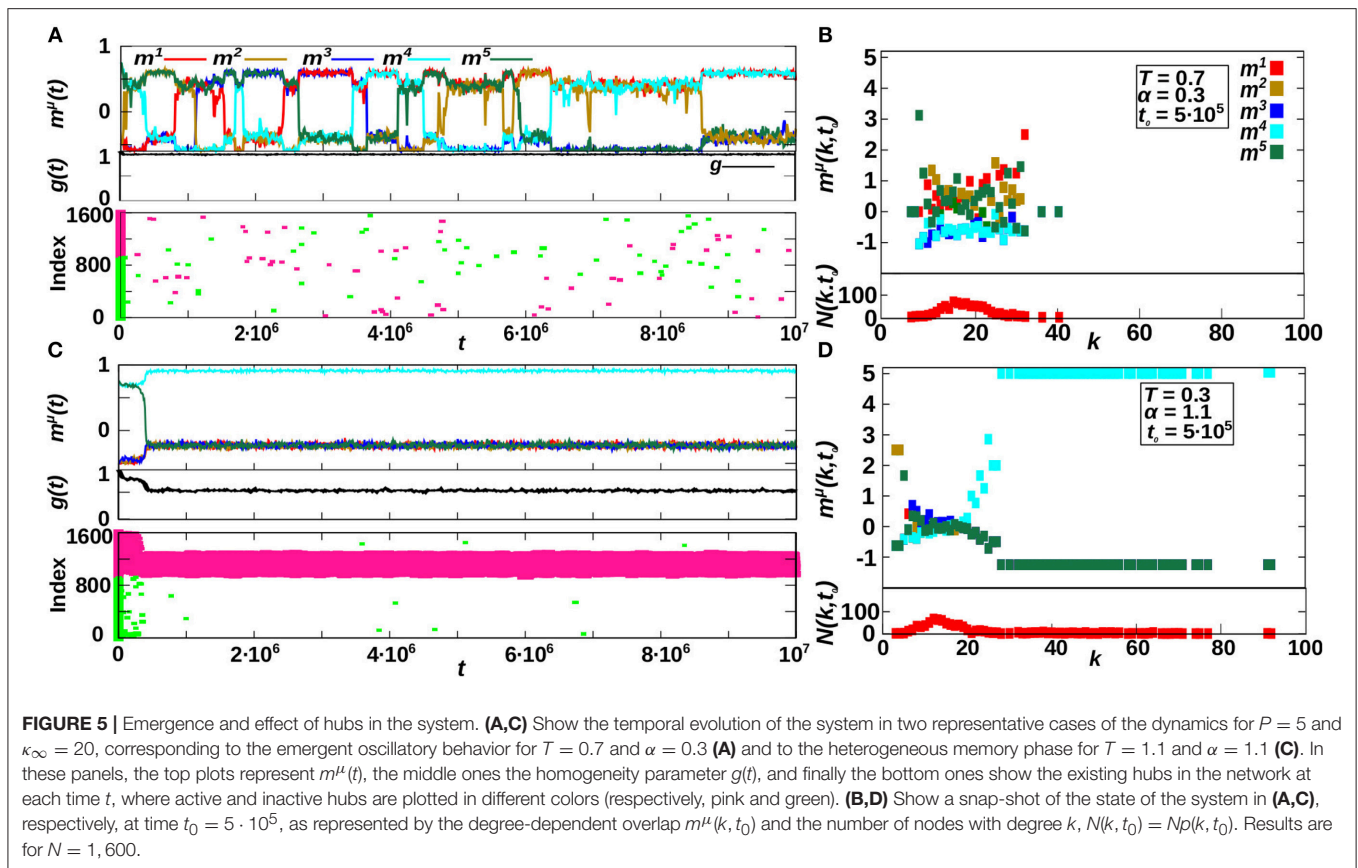 A
B
1
m¹ m² m³ m⁴ m⁵
mᵘ(t)
0
1
g(t)
0
g
1600
Index
800
0
0 2·10⁶ 4·10⁶ 6·10⁶ 8·10⁶ 10⁷
t
5
4
3
2
1
0
-1
mᵘ(k,t₀)
T = 0.7
α = 0.3
t₀ = 5·10⁵
m¹
m²
m³
m⁴
m⁵
N(k,t₀)
100
0
0 20 40 60 80 100
k
C
D
1
mᵘ(t)
0
1
g(t)
0
1600
Index
800
0
0 2·10⁶ 4·10⁶ 6·10⁶ 8·10⁶ 10⁷
t
5
4
3
2
1
0
-1
mᵘ(k,t₀)
T = 0.3
α = 1.1
t₀ = 5·10⁵
N(k,t₀)
100
0
0 20 40 60 80 100
k
FIGURE 5 | Emergence and effect of hubs in the system. (A,C) Show the temporal evolution of the system in two representative cases of the dynamics for P = 5 and
κ∞ = 20, corresponding to the emergent oscillatory behavior for T = 0.7 and α = 0.3 (A) and to the heterogeneous memory phase for T = 1.1 and α = 1.1 (C). In
these panels, the top plots represent mᵘ(t), the middle ones the homogeneity parameter g(t), and finally the bottom ones show the existing hubs in the network at
each time t, where active and inactive hubs are plotted in different colors (respectively, pink and green). (B,D) Show a snap-shot of the state of the system in (A,C),
respectively, at time t₀ = 5 · 10⁵, as represented by the degree-dependent overlap mᵘ(k, t₀) and the number of nodes with degree k, N(k, t₀) = Np(k, t₀). Results are
for N = 1,600.